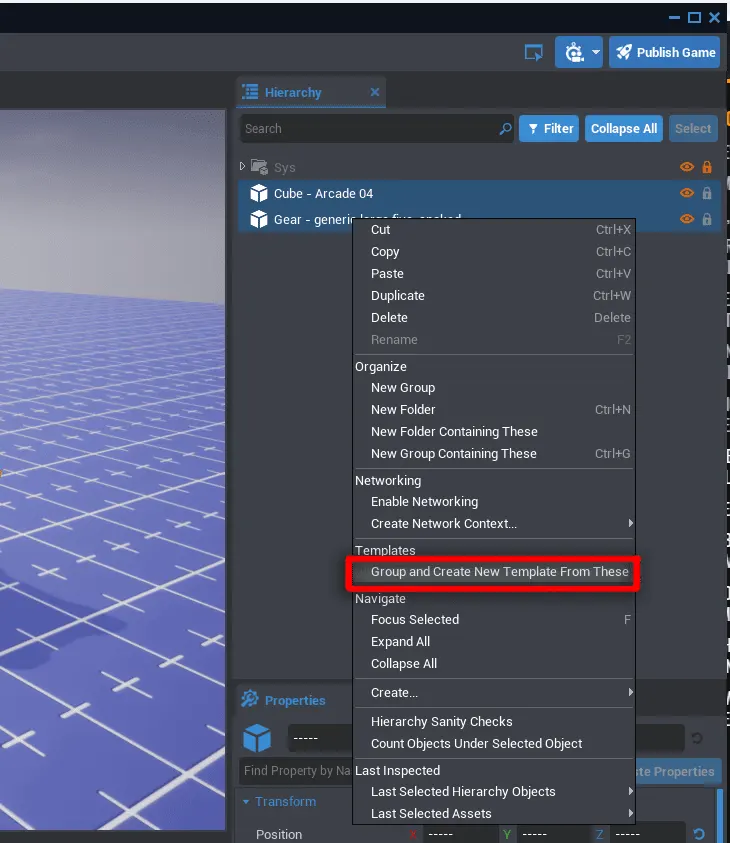 Publish Game
Hierarchy
Search
Filter
Collapse All
Select
Sys
Cube - Arcade 04
Gear - generic large five-spoked
Cut Ctrl+X
Copy Ctrl+C
Paste Ctrl+V
Duplicate Ctrl+W
Delete Delete
Rename F2
Organize
New Group
New Folder Ctrl+N
New Folder Containing These
New Group Containing These Ctrl+G
Networking
Enable Networking
Create Network Context...
Templates
Group and Create New Template From These
Navigate
Focus Selected F
Expand All
Collapse All
Create...
Hierarchy Sanity Checks
Count Objects Under Selected Object
Last Inspected
Last Selected Hierarchy Objects
Last Selected Assets
Properties
-----
Find Property by Na
te Properties
Transform
Position X ----- Y ----- Z -----